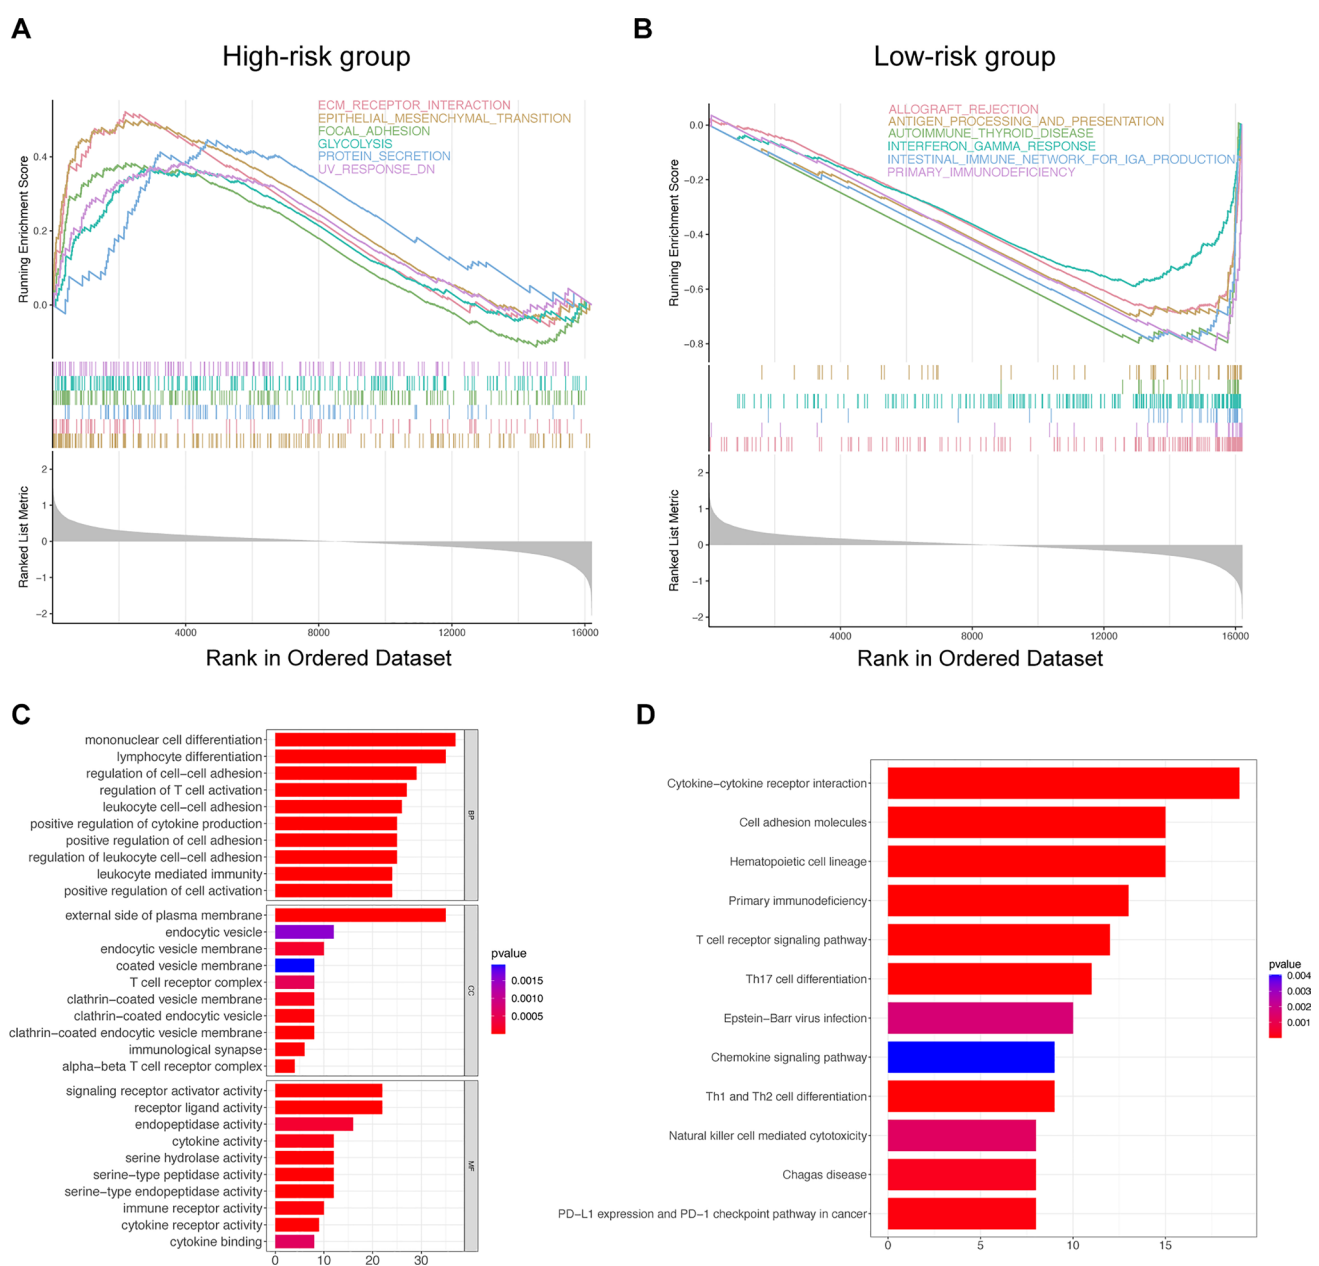 A
High-risk group
ECM_RECEPTOR_INTERACTION
EPITHELIAL_MESENCHYMAL_TRANSITION
FOCAL_ADHESION
GLYCOLYSIS
PROTEIN_SECRETION
UV_RESPONSE_DN
Running Enrichment Score
0.4
0.2
0.0
Ranked List Metric
2
1
0
−1
−2
4000 8000 12000 16000
Rank in Ordered Dataset
B
Low-risk group
ALLOGRAFT_REJECTION
ANTIGEN_PROCESSING_AND_PRESENTATION
AUTOIMMUNE_THYROID_DISEASE
INTERFERON_GAMMA_RESPONSE
INTESTINAL_IMMUNE_NETWORK_FOR_IGA_PRODUCTION
PRIMARY_IMMUNODEFICIENCY
Running Enrichment Score
0.0
−0.2
−0.4
−0.6
−0.8
Ranked List Metric
2
1
0
−1
−2
4000 8000 12000 16000
Rank in Ordered Dataset
C
mononuclear cell differentiation
lymphocyte differentiation
regulation of cell−cell adhesion
regulation of T cell activation
leukocyte cell−cell adhesion
positive regulation of cytokine production
positive regulation of cell adhesion
regulation of leukocyte cell−cell adhesion
leukocyte mediated immunity
positive regulation of cell activation
BP
external side of plasma membrane
endocytic vesicle
endocytic vesicle membrane
coated vesicle membrane
T cell receptor complex
clathrin−coated vesicle membrane
clathrin−coated endocytic vesicle
clathrin−coated endocytic vesicle membrane
immunological synapse
alpha−beta T cell receptor complex
CC
signaling receptor activator activity
receptor ligand activity
endopeptidase activity
cytokine activity
serine hydrolase activity
serine−type peptidase activity
serine−type endopeptidase activity
immune receptor activity
cytokine receptor activity
cytokine binding
MF
0 10 20 30
pvalue
0.0015
0.0010
0.0005
D
Cytokine−cytokine receptor interaction
Cell adhesion molecules
Hematopoietic cell lineage
Primary immunodeficiency
T cell receptor signaling pathway
Th17 cell differentiation
Epstein−Barr virus infection
Chemokine signaling pathway
Th1 and Th2 cell differentiation
Natural killer cell mediated cytotoxicity
Chagas disease
PD−L1 expression and PD−1 checkpoint pathway in cancer
0 5 10 15
pvalue
0.004
0.003
0.002
0.001